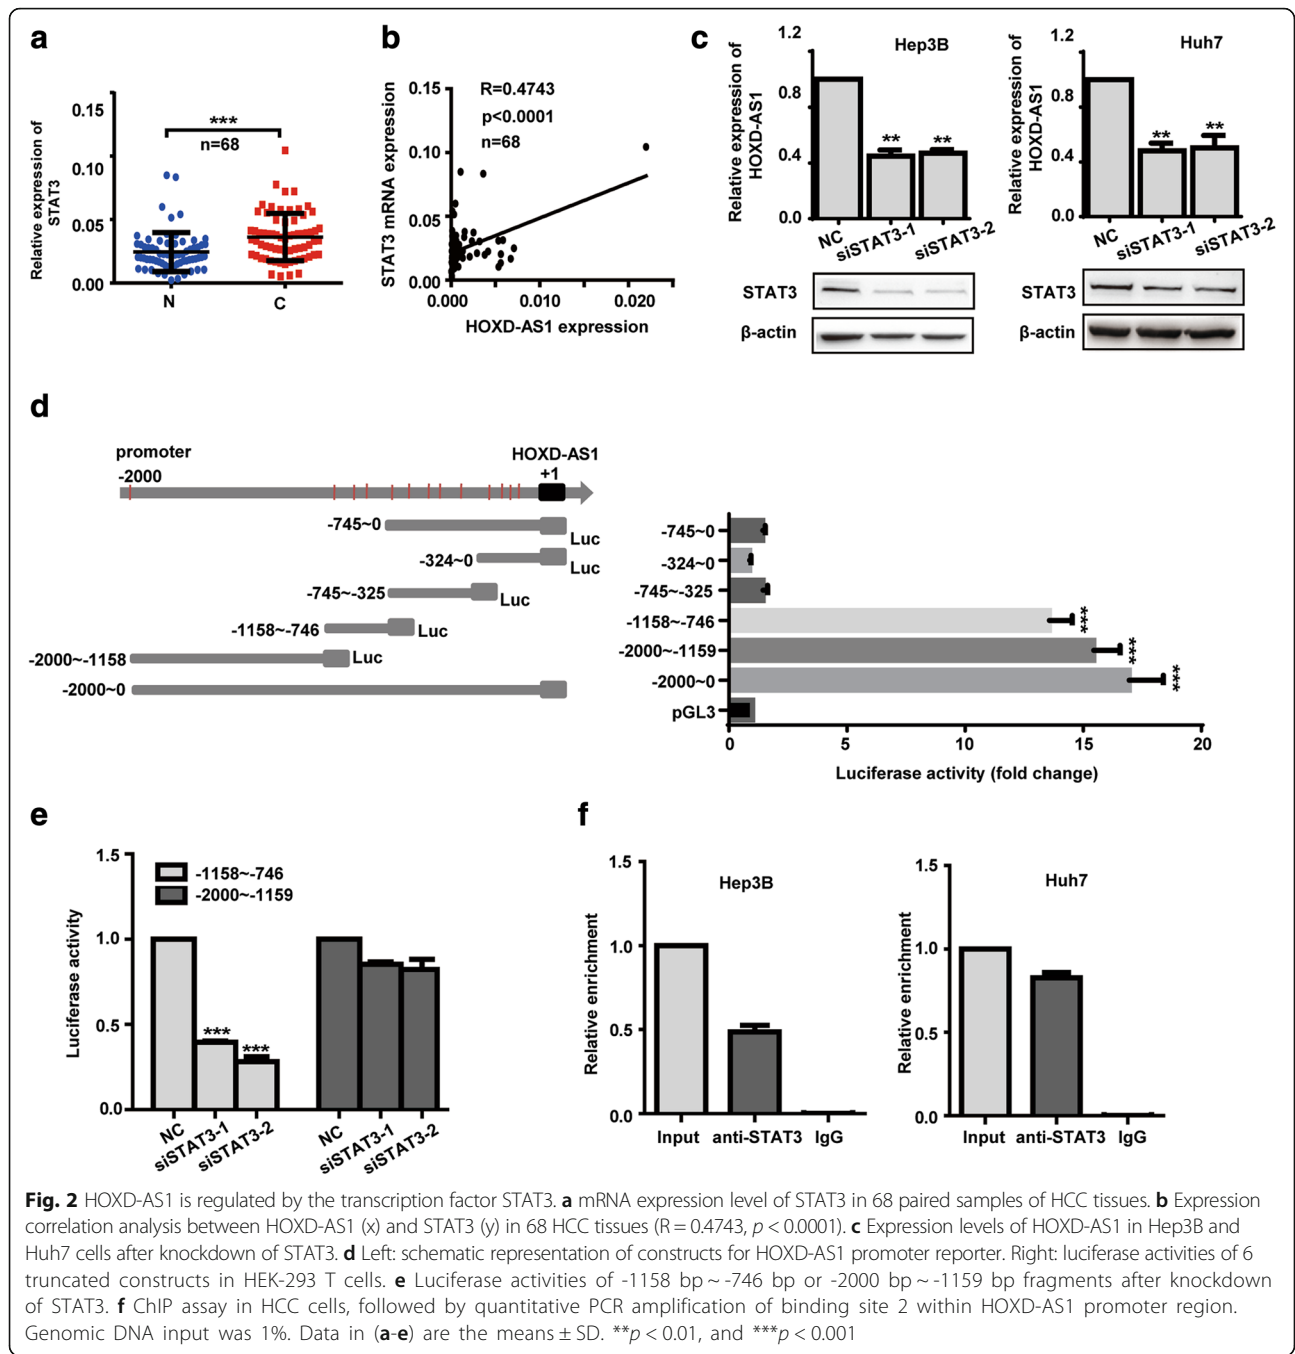 a
Relative expression of
STAT3
0.15
0.10
0.05
0.00
***
n=68
N
C
b
STAT3 mRNA expression
0.15
0.10
0.05
0.00
R=0.4743
p<0.0001
n=68
0.000
0.010
0.020
HOXD-AS1 expression
c
Relative expression of
HOXD-AS1
1.2
0.8
0.4
0.0
Hep3B
**
**
NC
siSTAT3-1
siSTAT3-2
STAT3
β-actin
Relative expression of
HOXD-AS1
1.2
0.8
0.4
0.0
Huh7
**
**
NC
siSTAT3-1
siSTAT3-2
STAT3
β-actin
d
promoter
-2000
HOXD-AS1
+1
-745~0
Luc
-324~0
Luc
-745~-325
Luc
-1158~-746
Luc
-2000~-1158
Luc
-2000~0
-745~0
-324~0
-745~-325
-1158~-746
***
-2000~-1159
***
-2000~0
***
pGL3
0
5
10
15
20
Luciferase activity (fold change)
e
Luciferase activity
1.5
1.0
0.5
0.0
-1158~-746
-2000~-1159
***
***
NC
siSTAT3-1
siSTAT3-2
NC
siSTAT3-1
siSTAT3-2
f
Relative enrichment
1.5
1.0
0.5
0.0
Hep3B
Input
anti-STAT3
IgG
Relative enrichment
1.5
1.0
0.5
0.0
Huh7
Input
anti-STAT3
IgG
Fig. 2 HOXD-AS1 is regulated by the transcription factor STAT3. a mRNA expression level of STAT3 in 68 paired samples of HCC tissues. b Expression
correlation analysis between HOXD-AS1 (x) and STAT3 (y) in 68 HCC tissues (R = 0.4743, p < 0.0001). c Expression levels of HOXD-AS1 in Hep3B and
Huh7 cells after knockdown of STAT3. d Left: schematic representation of constructs for HOXD-AS1 promoter reporter. Right: luciferase activities of 6
truncated constructs in HEK-293 T cells. e Luciferase activities of -1158 bp ~ -746 bp or -2000 bp ~ -1159 bp fragments after knockdown
of STAT3. f ChIP assay in HCC cells, followed by quantitative PCR amplification of binding site 2 within HOXD-AS1 promoter region.
Genomic DNA input was 1%. Data in (a-e) are the means ± SD. **p < 0.01, and ***p < 0.001